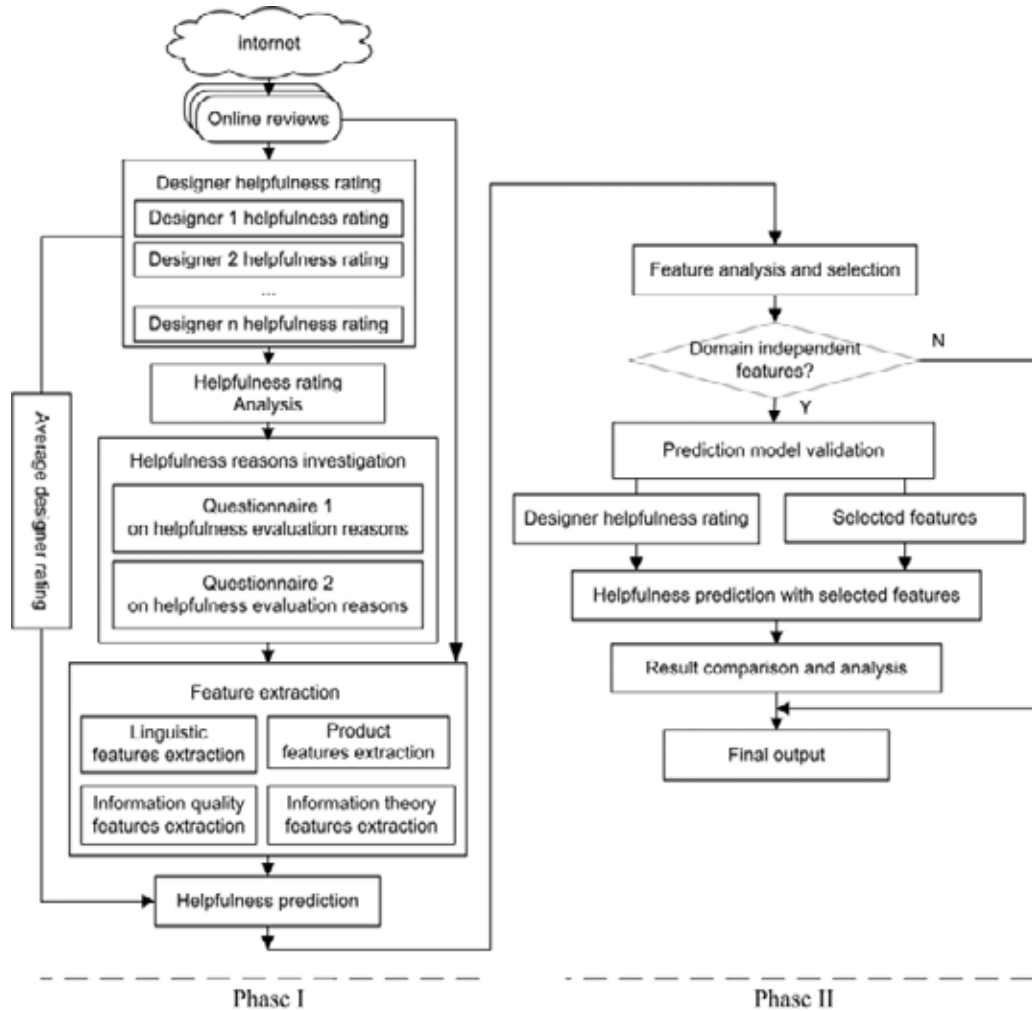 internet
Online reviews
Designer helpfulness rating
Designer 1 helpfulness rating
Designer 2 helpfulness rating
...
Designer n helpfulness rating
Helpfulness rating
Analysis
Average designer rating
Helpfulness reasons investigation
Questionnaire 1
on helpfulness evaluation reasons
Questionnaire 2
on helpfulness evaluation reasons
Feature extraction
Linguistic
features extraction
Product
features extraction
Information quality
features extraction
Information theory
features extraction
Helpfulness prediction
Phase I
Feature analysis and selection
Domain independent
features?
N
Y
Prediction model validation
Designer helpfulness rating
Selected features
Helpfulness prediction with selected features
Result comparison and analysis
Final output
Phase II